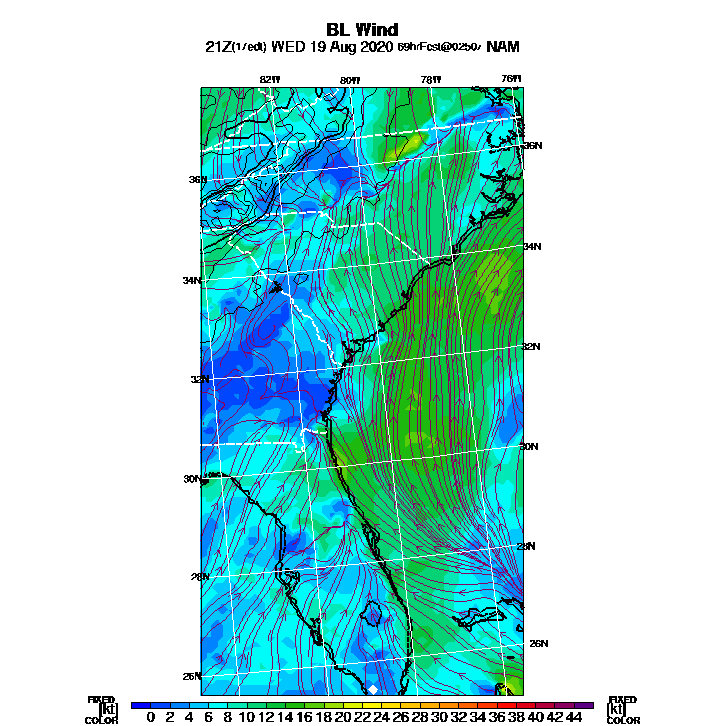 BL Wind
21Z(17edt) WED 19 Aug 2020 69hrFcst@0250z NAM
82W 80W 78W 76W
36N 36N
34N 34N
32N 32N
30N 30N
28N 28N
26N 26N
FIXED FIXED
[kt] 0 2 4 6 8 10 12 14 16 18 20 22 24 26 28 30 32 34 36 38 40 42 44 [kt]
COLOR COLOR